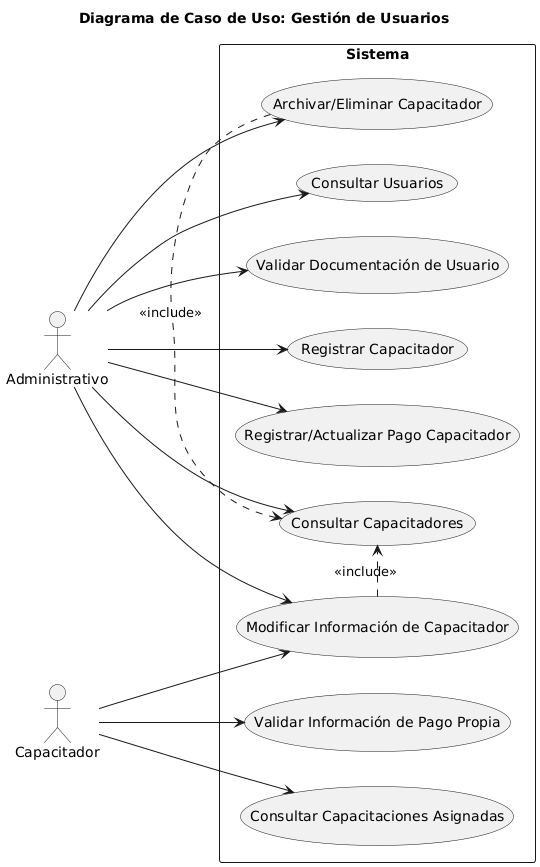 Diagrama de Caso de Uso: Gestión de Usuarios
Sistema
Archivar/Eliminar Capacitador
Consultar Usuarios
Validar Documentación de Usuario
«include»
Registrar Capacitador
Administrativo
Registrar/Actualizar Pago Capacitador
Consultar Capacitadores
«include»
Modificar Información de Capacitador
Validar Información de Pago Propia
Capacitador
Consultar Capacitaciones Asignadas